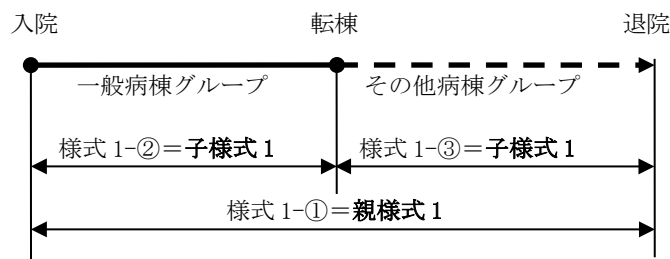 入院 転棟 退院
一般病棟グループ その他病棟グループ
様式 1-②＝子様式 1 様式 1-③＝子様式 1
様式 1-①＝親様式 1